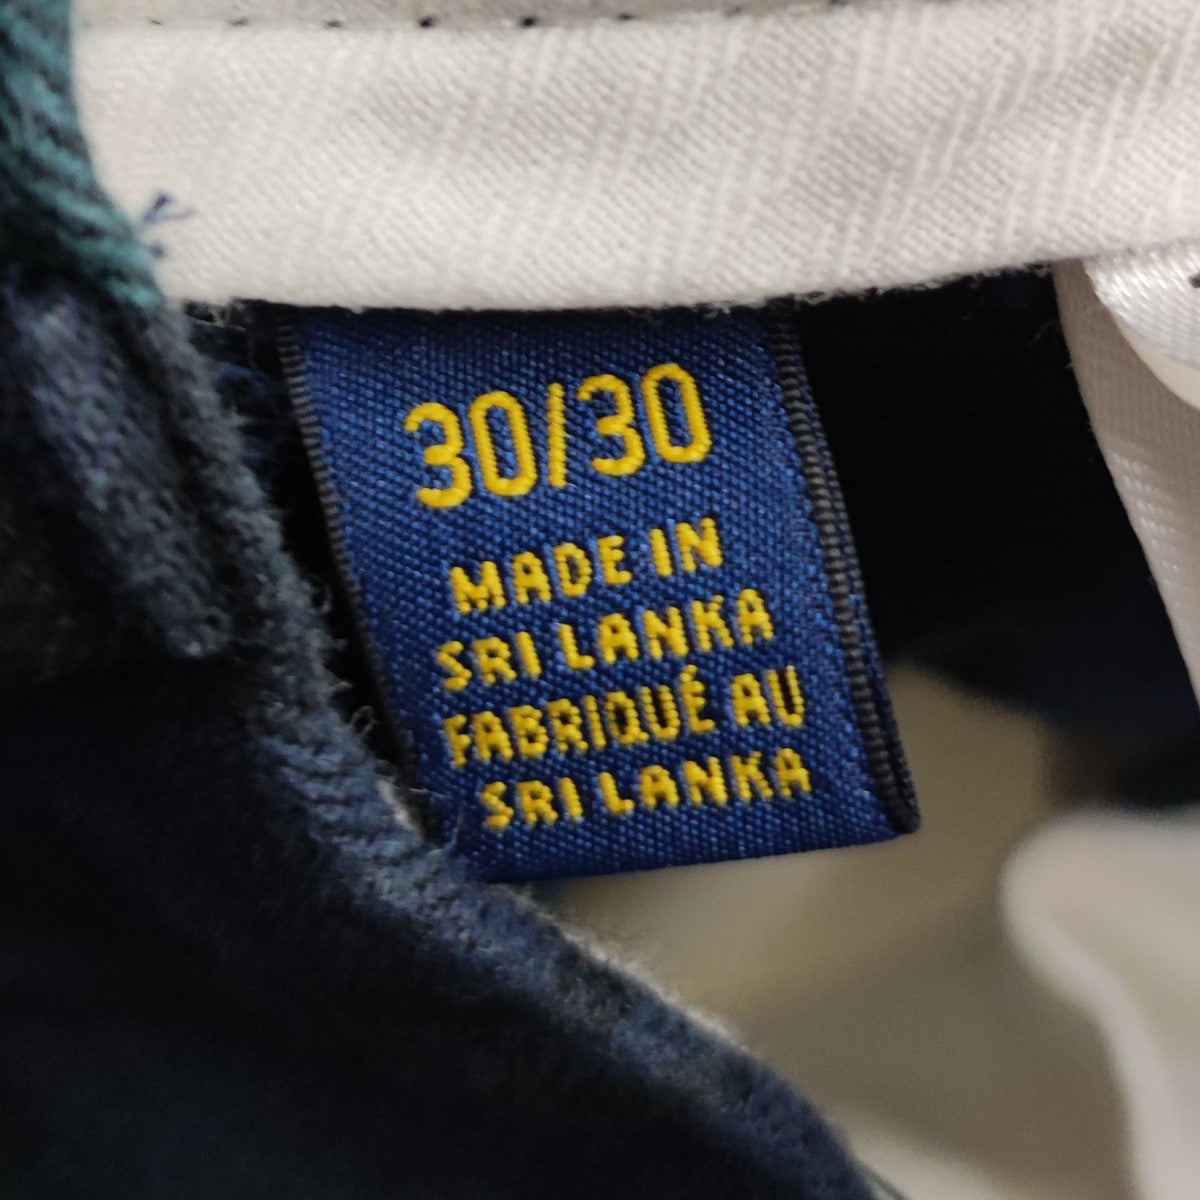 30/30
MADE IN
SRI LANKA
FABRIQUÉ AU
SRI LANKA